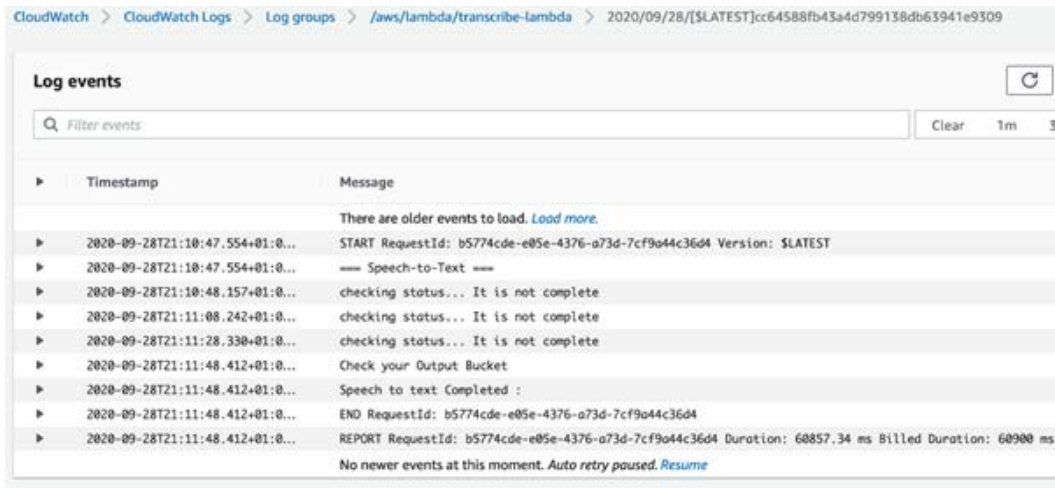 CloudWatch > CloudWatch Logs > Log groups > /aws/lambda/transcribe-lambda > 2020/09/28/[$LATEST]cc64588fb43a4d799138db63941e9309
Log events
Filter events Clear 1m 3
Timestamp Message
There are older events to load. Load more.
2020-09-28T21:10:47.554+01:0... START RequestId: b5774cde-e05e-4376-a73d-7cf9a44c36d4 Version: $LATEST
2020-09-28T21:10:47.554+01:0... === Speech-to-Text ===
2020-09-28T21:10:48.157+01:0... checking status... It is not complete
2020-09-28T21:11:08.242+01:0... checking status... It is not complete
2020-09-28T21:11:28.330+01:0... checking status... It is not complete
2020-09-28T21:11:48.412+01:0... Check your Output Bucket
2020-09-28T21:11:48.412+01:0... Speech to text Completed :
2020-09-28T21:11:48.412+01:0... END RequestId: b5774cde-e05e-4376-a73d-7cf9a44c36d4
2020-09-28T21:11:48.412+01:0... REPORT RequestId: b5774cde-e05e-4376-a73d-7cf9a44c36d4 Duration: 60857.34 ms Billed Duration: 60900 ms
No newer events at this moment. Auto retry paused. Resume